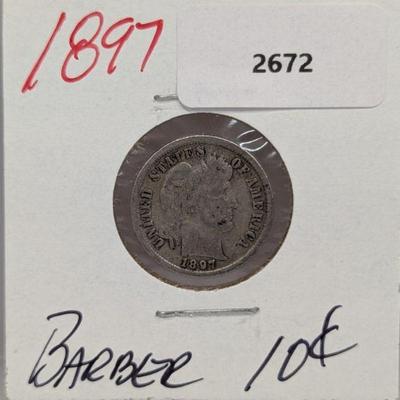 1897
2672
UNITED STATES OF AMERICA
1897
BARBER 10¢